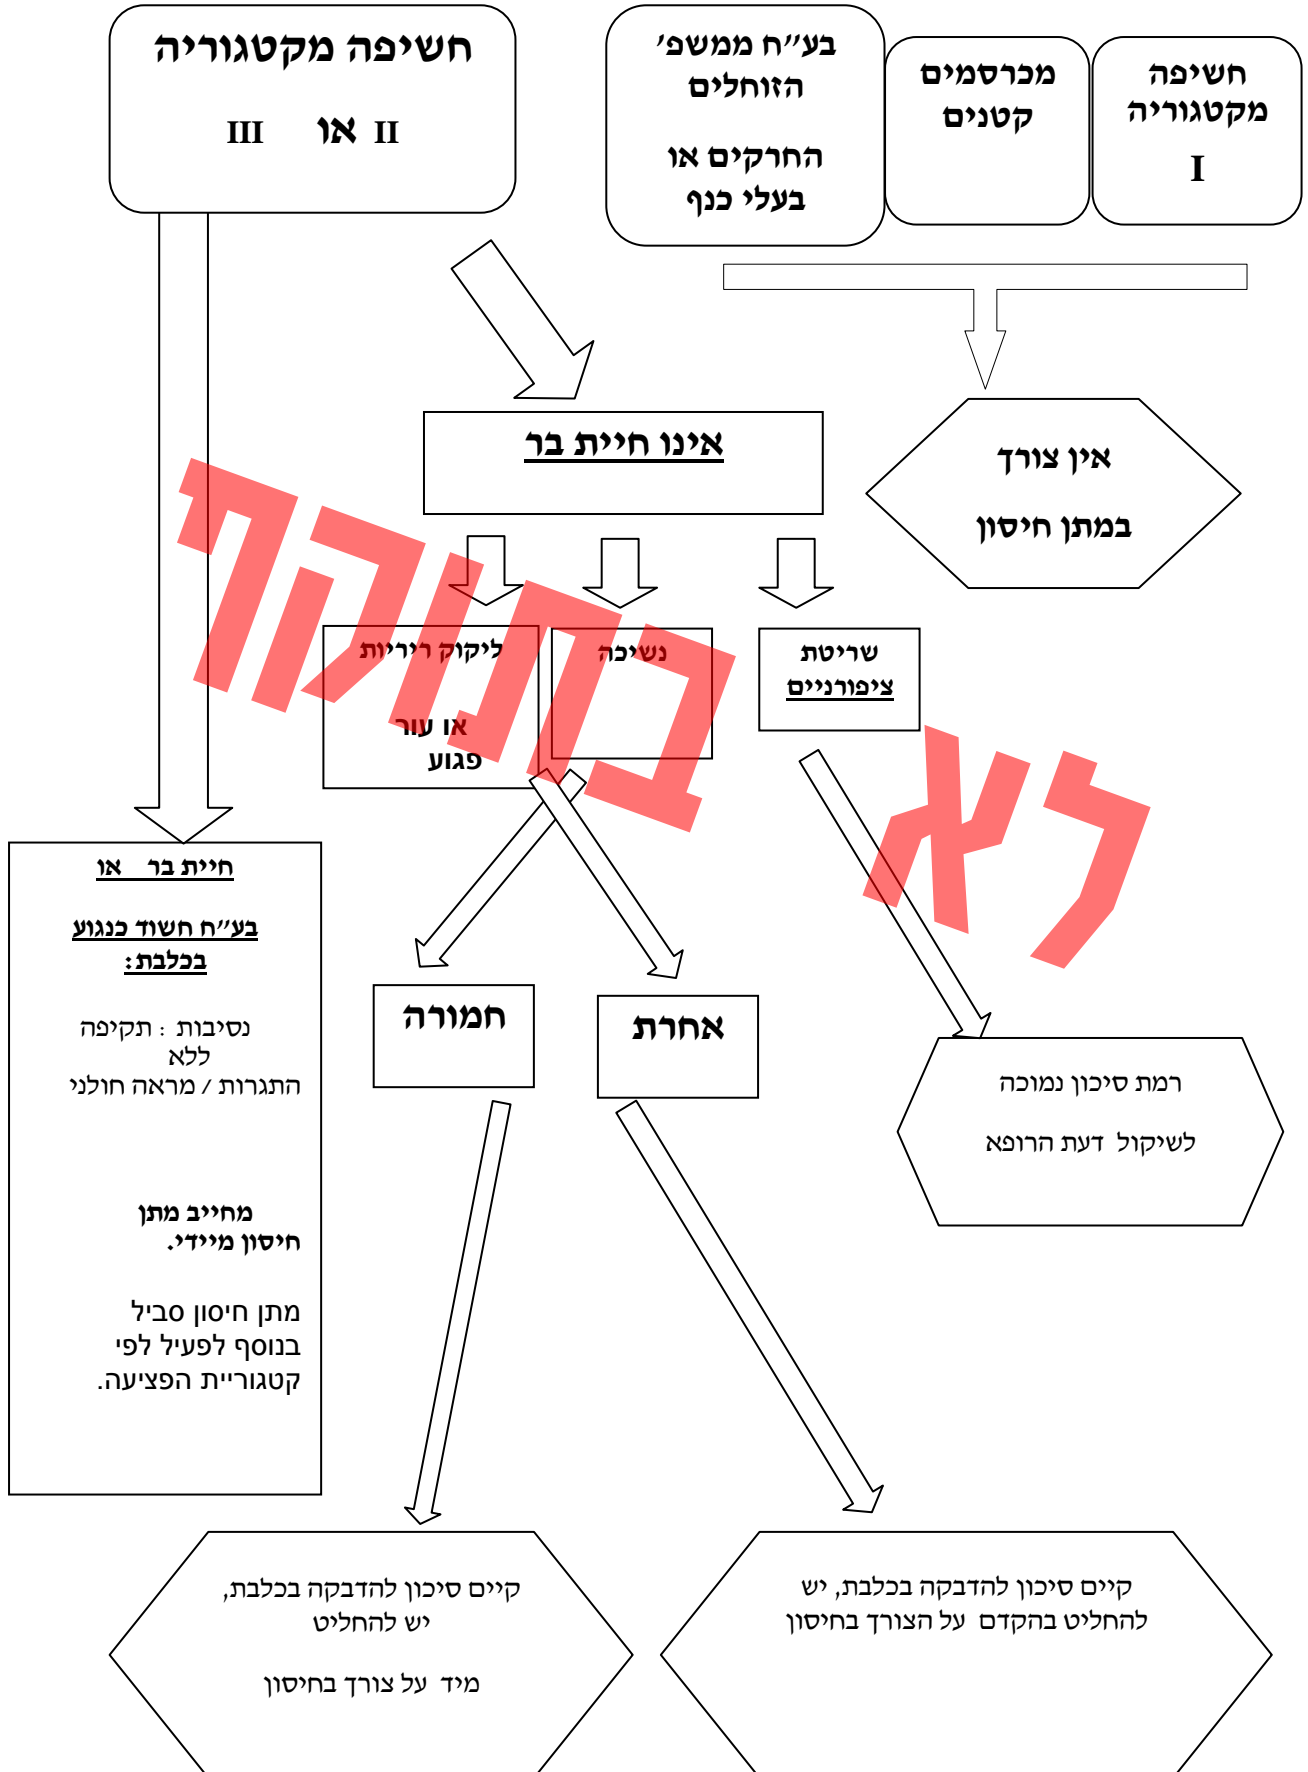 חשיפה מקטגוריה
I
מכרסמים
קטנים
בע״ח ממשפ׳
הזוחלים
החרקים או
בעלי כנף
חשיפה מקטגוריה
II או III
אין צורך
במתן חיסון
אינו חיית בר
שריטת
ציפורניים
נשיכה
ליקוק ריריות
או עור
פגוע
לא בתוקף
חיית בר או
בע״ח חשוד כנגוע
בכלבת:
נסיבות : תקיפה
ללא
התגרות / מראה חולני
מחייב מתן
חיסון מיידי.
מתן חיסון סביל
בנוסף לפעיל לפי
קטגוריית הפציעה.
אחרת
חמורה
רמת סיכון נמוכה
לשיקול דעת הרופא
קיים סיכון להדבקה בכלבת, יש
להחליט בהקדם על הצורך בחיסון
קיים סיכון להדבקה בכלבת,
יש להחליט
מיד על צורך בחיסון